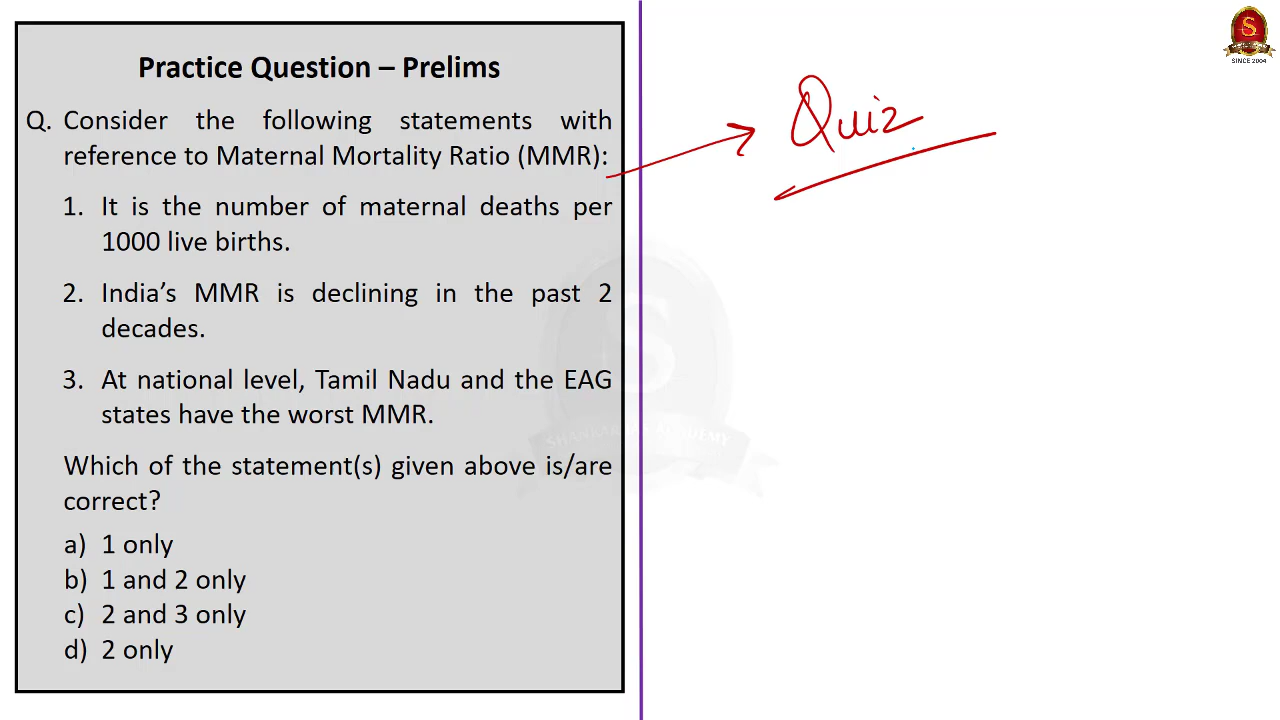 Practice Question – Prelims
Q. Consider the following statements with
reference to Maternal Mortality Ratio (MMR):
1. It is the number of maternal deaths per
1000 live births.
2. India’s MMR is declining in the past 2
decades.
3. At national level, Tamil Nadu and the EAG
states have the worst MMR.
Which of the statement(s) given above is/are
correct?
a) 1 only
b) 1 and 2 only
c) 2 and 3 only
d) 2 only
Quiz
S
SINCE 2004